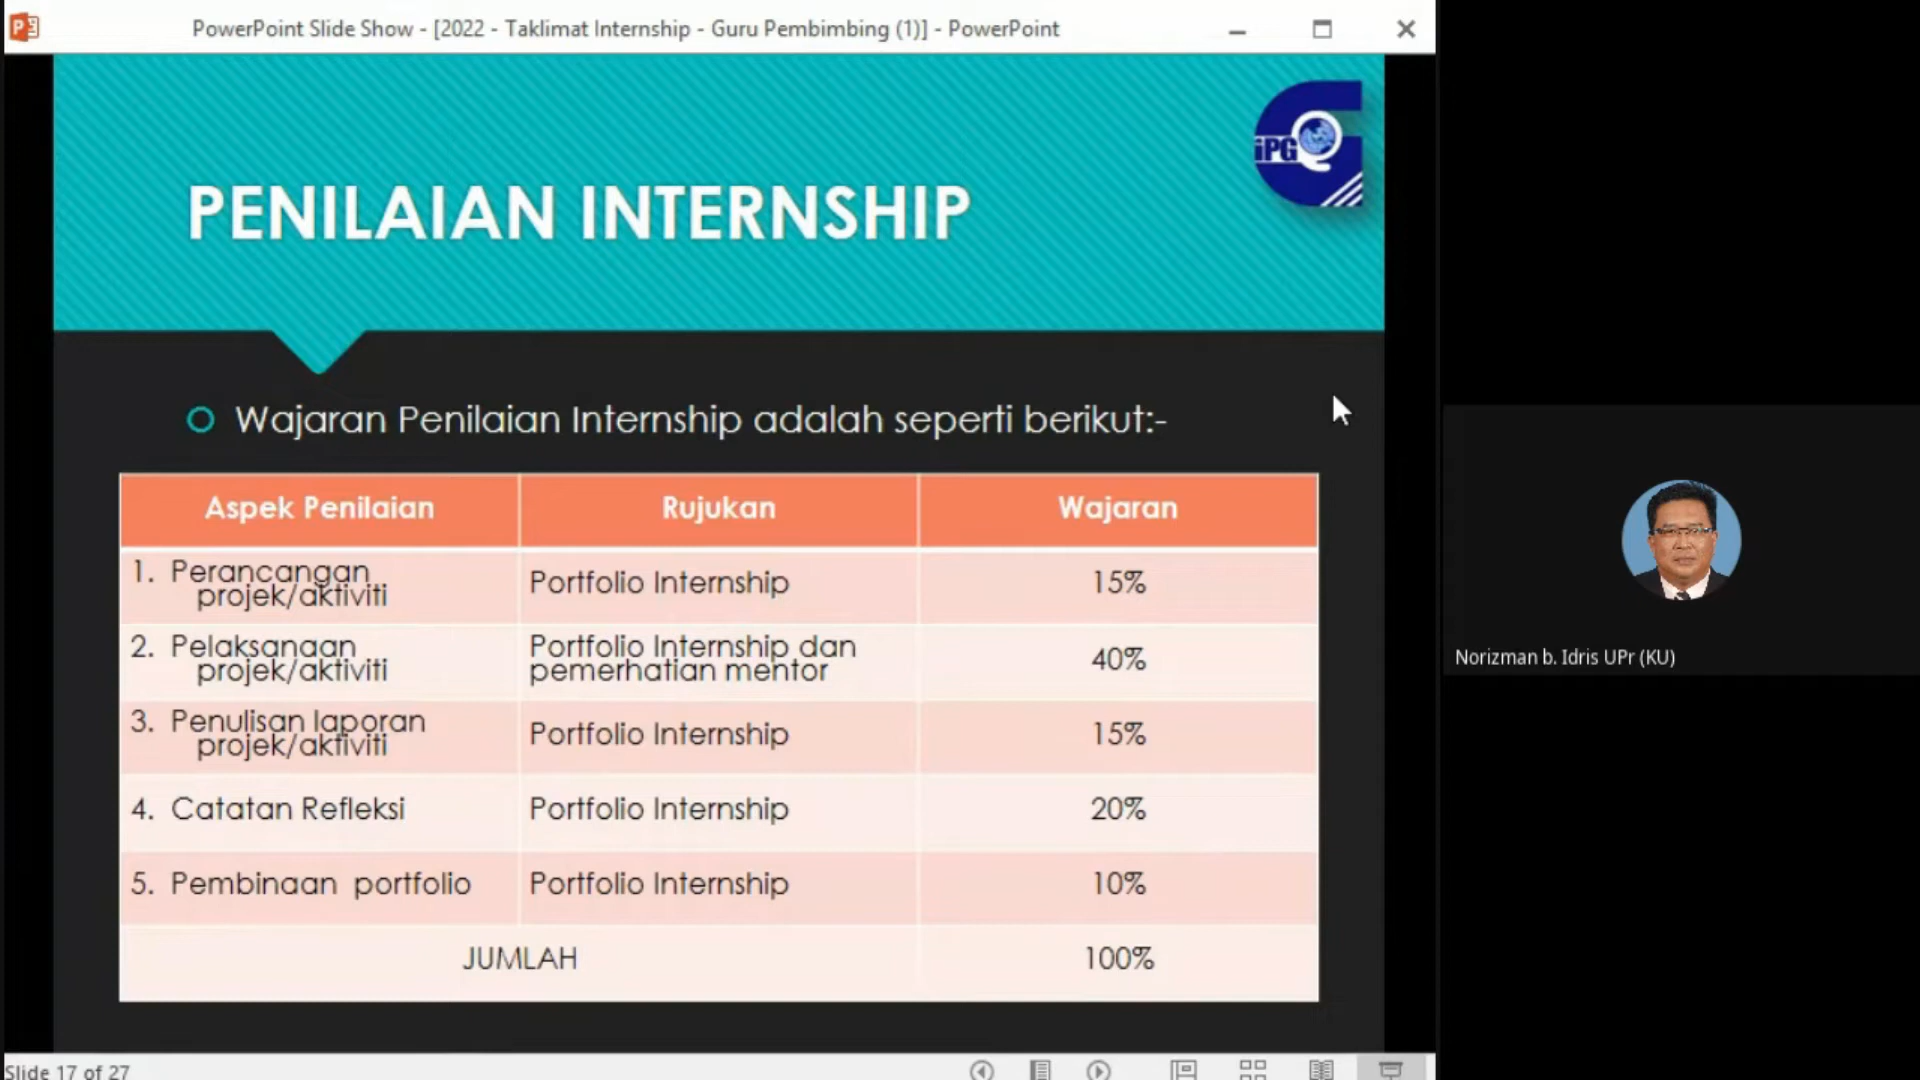 PowerPoint Slide Show - [2022 - Taklimat Internship - Guru Pembimbing (1)] - PowerPoint
iPG
PENILAIAN INTERNSHIP
Wajaran Penilaian Internship adalah seperti berikut:-
Aspek Penilaian Rujukan Wajaran
1. Perancangan
projek/aktiviti
Portfolio Internship 15%
2. Pelaksanaan
projek/aktiviti
Portfolio Internship dan
pemerhatian mentor
40%
3. Penulisan laporan
projek/aktiviti
Portfolio Internship 15%
4. Catatan Refleksi Portfolio Internship 20%
5. Pembinaan portfolio Portfolio Internship 10%
JUMLAH 100%
Norizman b. Idris UPr (KU)
Slide 17 of 27